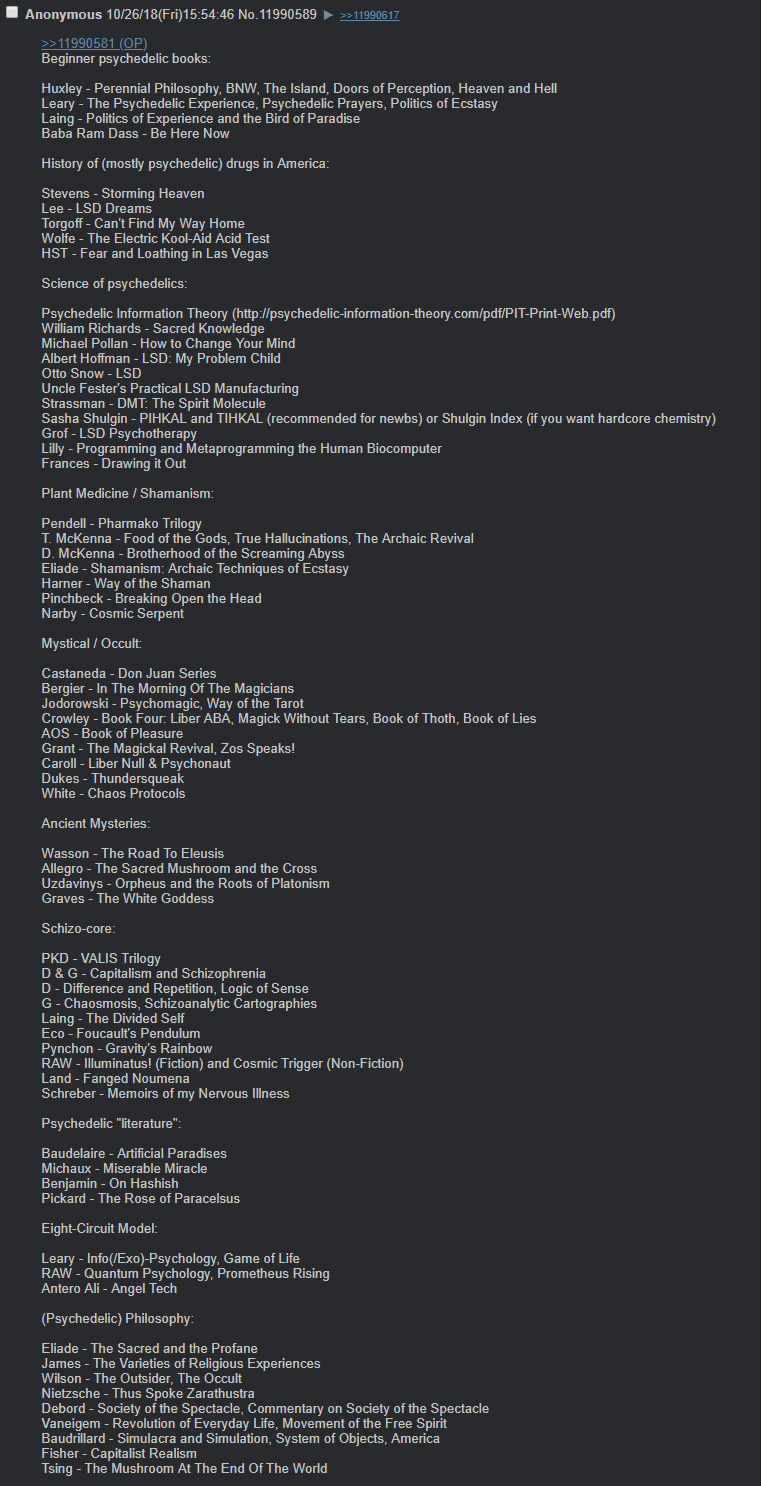 Anonymous 10/26/18(Fri)15:54:46 No.11990589 ▶ >>11990617
>>11990581 (OP)
Beginner psychedelic books:
Huxley - Perennial Philosophy, BNW, The Island, Doors of Perception, Heaven and Hell
Leary - The Psychedelic Experience, Psychedelic Prayers, Politics of Ecstasy
Laing - Politics of Experience and the Bird of Paradise
Baba Ram Dass - Be Here Now
History of (mostly psychedelic) drugs in America:
Stevens - Storming Heaven
Lee - LSD Dreams
Torgoff - Can't Find My Way Home
Wolfe - The Electric Kool-Aid Acid Test
HST - Fear and Loathing in Las Vegas
Science of psychedelics:
Psychedelic Information Theory (http://psychedelic-information-theory.com/pdf/PIT-Print-Web.pdf)
William Richards - Sacred Knowledge
Michael Pollan - How to Change Your Mind
Albert Hoffman - LSD: My Problem Child
Otto Snow - LSD
Uncle Fester's Practical LSD Manufacturing
Strassman - DMT: The Spirit Molecule
Sasha Shulgin - PIHKAL and TIHKAL (recommended for newbs) or Shulgin Index (if you want hardcore chemistry)
Grof - LSD Psychotherapy
Lilly - Programming and Metaprogramming the Human Biocomputer
Frances - Drawing it Out
Plant Medicine / Shamanism:
Pendell - Pharmako Trilogy
T. McKenna - Food of the Gods, True Hallucinations, The Archaic Revival
D. McKenna - Brotherhood of the Screaming Abyss
Eliade - Shamanism: Archaic Techniques of Ecstasy
Harner - Way of the Shaman
Pinchbeck - Breaking Open the Head
Narby - Cosmic Serpent
Mystical / Occult:
Castaneda - Don Juan Series
Bergier - In The Morning Of The Magicians
Jodorowski - Psychomagic, Way of the Tarot
Crowley - Book Four: Liber ABA, Magick Without Tears, Book of Thoth, Book of Lies
AOS - Book of Pleasure
Grant - The Magickal Revival, Zos Speaks!
Caroll - Liber Null & Psychonaut
Dukes - Thundersqueak
White - Chaos Protocols
Ancient Mysteries:
Wasson - The Road To Eleusis
Allegro - The Sacred Mushroom and the Cross
Uzdavinys - Orpheus and the Roots of Platonism
Graves - The White Goddess
Schizo-core:
PKD - VALIS Trilogy
D & G - Capitalism and Schizophrenia
D - Difference and Repetition, Logic of Sense
G - Chaosmosis, Schizoanalytic Cartographies
Laing - The Divided Self
Eco - Foucault's Pendulum
Pynchon - Gravity's Rainbow
RAW - Illuminatus! (Fiction) and Cosmic Trigger (Non-Fiction)
Land - Fanged Noumena
Schreber - Memoirs of my Nervous Illness
Psychedelic "literature":
Baudelaire - Artificial Paradises
Michaux - Miserable Miracle
Benjamin - On Hashish
Pickard - The Rose of Paracelsus
Eight-Circuit Model:
Leary - Info(/Exo)-Psychology, Game of Life
RAW - Quantum Psychology, Prometheus Rising
Antero Ali - Angel Tech
(Psychedelic) Philosophy:
Eliade - The Sacred and the Profane
James - The Varieties of Religious Experiences
Wilson - The Outsider, The Occult
Nietzsche - Thus Spoke Zarathustra
Debord - Society of the Spectacle, Commentary on Society of the Spectacle
Vaneigem - Revolution of Everyday Life, Movement of the Free Spirit
Baudrillard - Simulacra and Simulation, System of Objects, America
Fisher - Capitalist Realism
Tsing - The Mushroom At The End Of The World